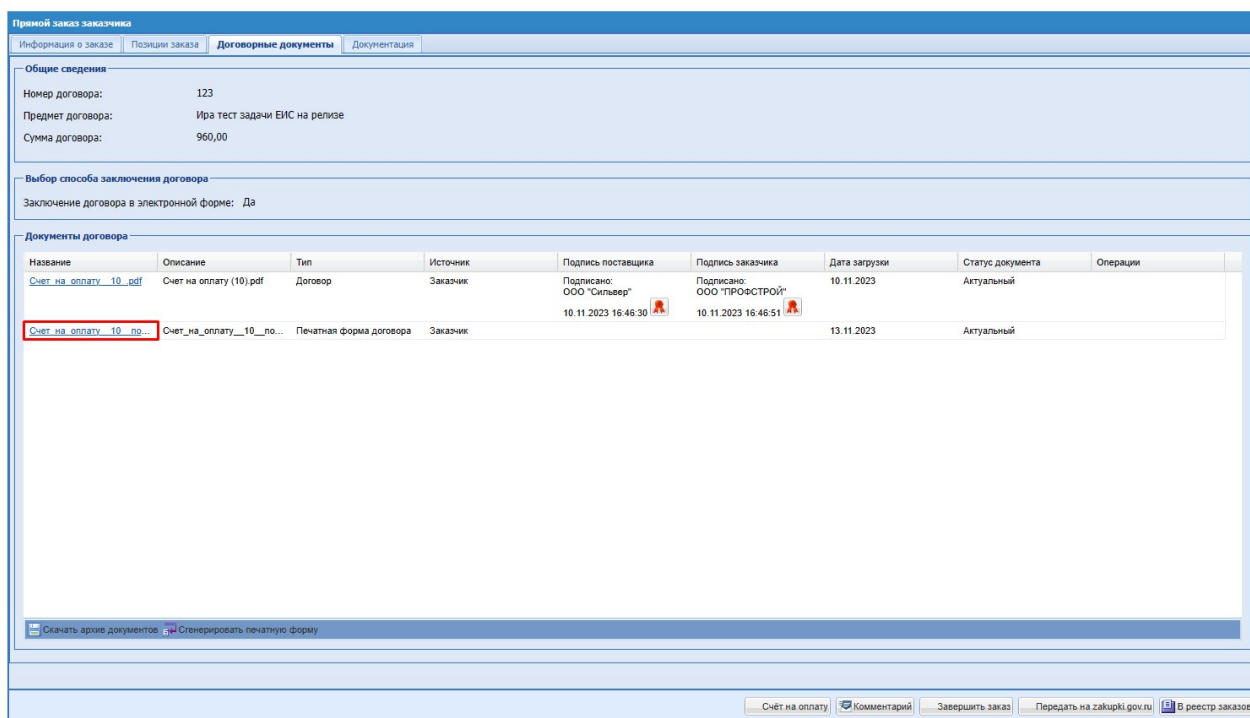 Прямой заказ заказчика
Информация о заказе Позиции заказа Договорные документы Документация
Общие сведения
Номер договора: 123
Предмет договора: Ира тест задачи ЕИС на релизе
Сумма договора: 960,00
Выбор способа заключения договора
Заключение договора в электронной форме: Да
Документы договора
Название Описание Тип Источник Подпись поставщика Подпись заказчика Дата загрузки Статус документа Операции
Счет_на_оплату__10_.pdf Счет на оплату (10).pdf Договор Заказчик Подписано: Подписано: 10.11.2023 Актуальный
ООО "Сильвер" ООО "ПРОФСТРОЙ"
10.11.2023 16:46:30 10.11.2023 16:46:51
Счет_на_оплату__10__по... Счет_на_оплату__10__по... Печатная форма договора Заказчик 13.11.2023 Актуальный
Скачать архив документов Сгенерировать печатную форму
Счёт на оплату Комментарий Завершить заказ Передать на zakupki.gov.ru В реестр заказов